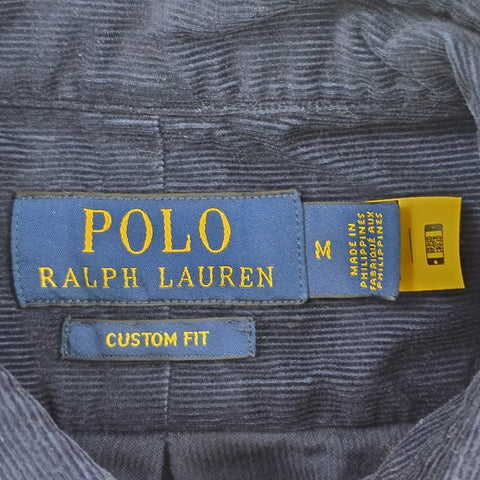 POLO
RALPH LAUREN
M
MADE IN
PHILIPPINES
FABRIQUÉ AUX
PHILIPPINES
CUSTOM FIT